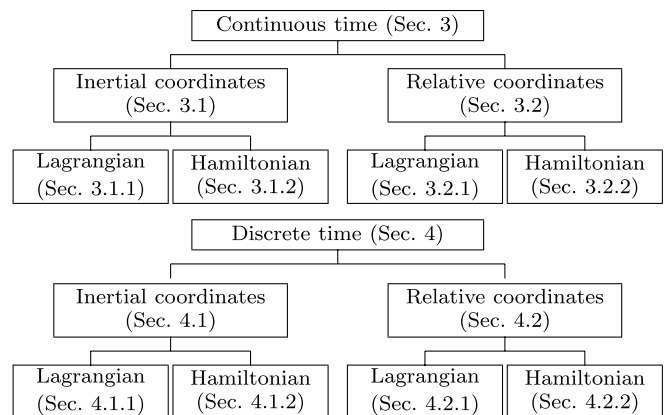 Continuous time (Sec. 3)
Inertial coordinates
(Sec. 3.1)
Relative coordinates
(Sec. 3.2)
Lagrangian
(Sec. 3.1.1)
Hamiltonian
(Sec. 3.1.2)
Lagrangian
(Sec. 3.2.1)
Hamiltonian
(Sec. 3.2.2)
Discrete time (Sec. 4)
Inertial coordinates
(Sec. 4.1)
Relative coordinates
(Sec. 4.2)
Lagrangian
(Sec. 4.1.1)
Hamiltonian
(Sec. 4.1.2)
Lagrangian
(Sec. 4.2.1)
Hamiltonian
(Sec. 4.2.2)